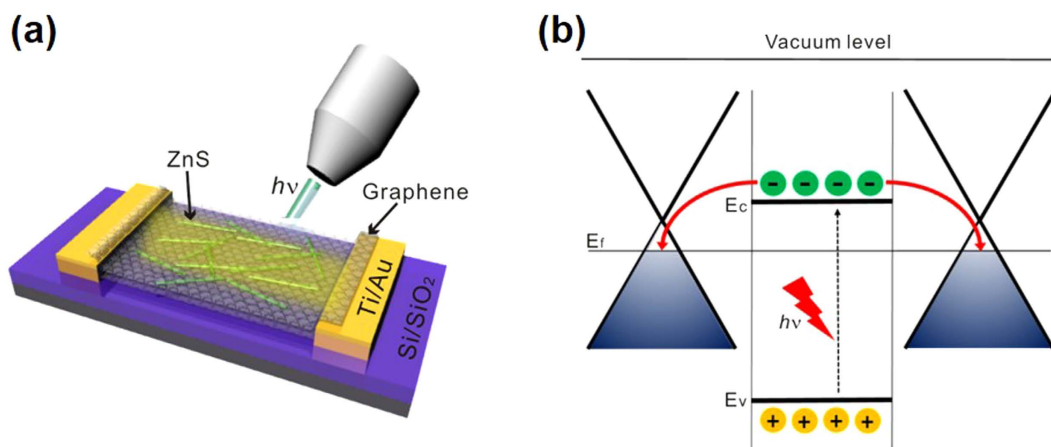 (a)
ZnS
hν
Graphene
Ti/Au
Si/SiO₂
(b)
Vacuum level
- - - -
Ec
Ef
hν
Ev
+ + + +